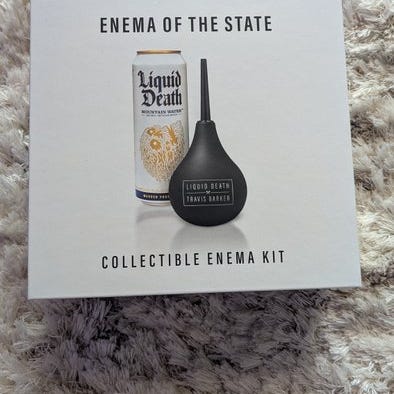 ENEMA OF THE STATE
Liquid
Death
MOUNTAIN WATER
LIQUID DEATH
TRAVIS BARKER
COLLECTIBLE ENEMA KIT